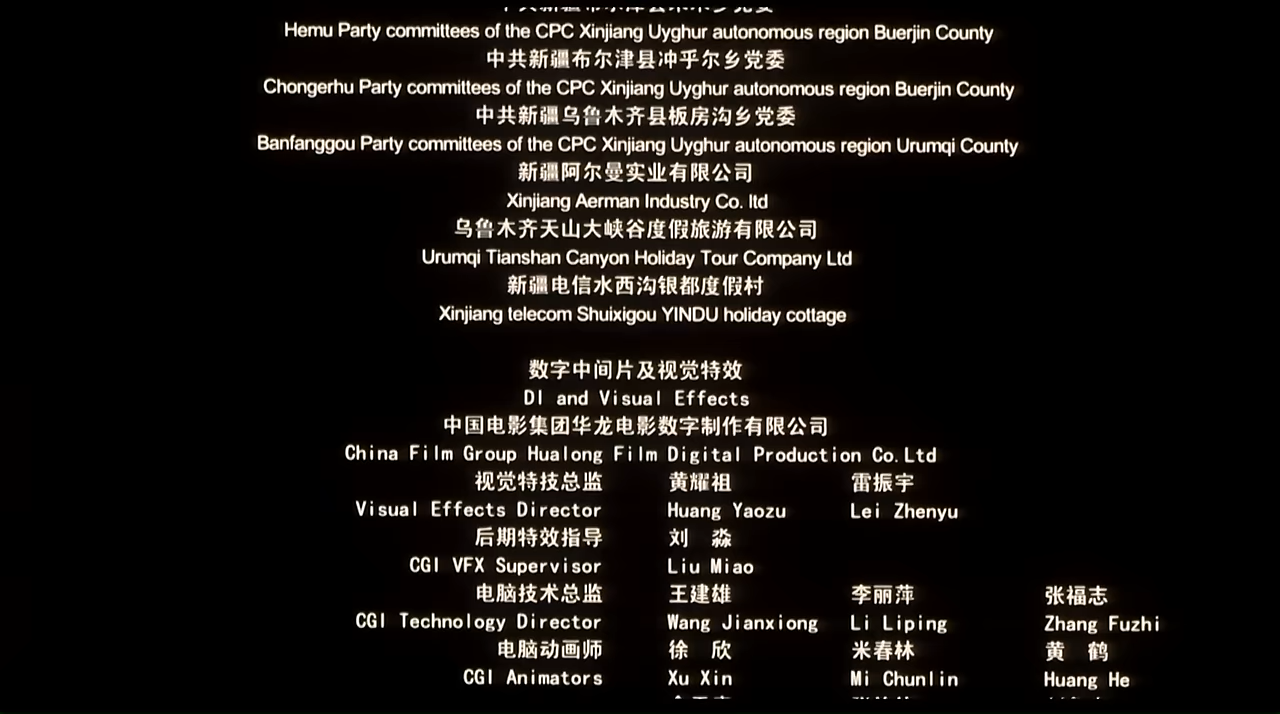 Hemu Party committees of the CPC Xinjiang Uyghur autonomous region Buerjin County
中共新疆布尔津县冲乎尔乡党委
Chongerhu Party committees of the CPC Xinjiang Uyghur autonomous region Buerjin County
中共新疆乌鲁木齐县板房沟乡党委
Banfanggou Party committees of the CPC Xinjiang Uyghur autonomous region Urumqi County
新疆阿尔曼实业有限公司
Xinjiang Aerman Industry Co. ltd
乌鲁木齐天山大峡谷度假旅游有限公司
Urumqi Tianshan Canyon Holiday Tour Company Ltd
新疆电信水西沟银都度假村
Xinjiang telecom Shuixigou YINDU holiday cottage
数字中间片及视觉特效
DI and Visual Effects
中国电影集团华龙电影数字制作有限公司
China Film Group Hualong Film Digital Production Co.Ltd
视觉特技总监 黄耀祖 雷振宇
Visual Effects Director Huang Yaozu Lei Zhenyu
后期特效指导 刘 淼
CGI VFX Supervisor Liu Miao
电脑技术总监 王建雄 李丽萍 张福志
CGI Technology Director Wang Jianxiong Li Liping Zhang Fuzhi
电脑动画师 徐 欣 米春林 黄 鹤
CGI Animators Xu Xin Mi Chunlin Huang He